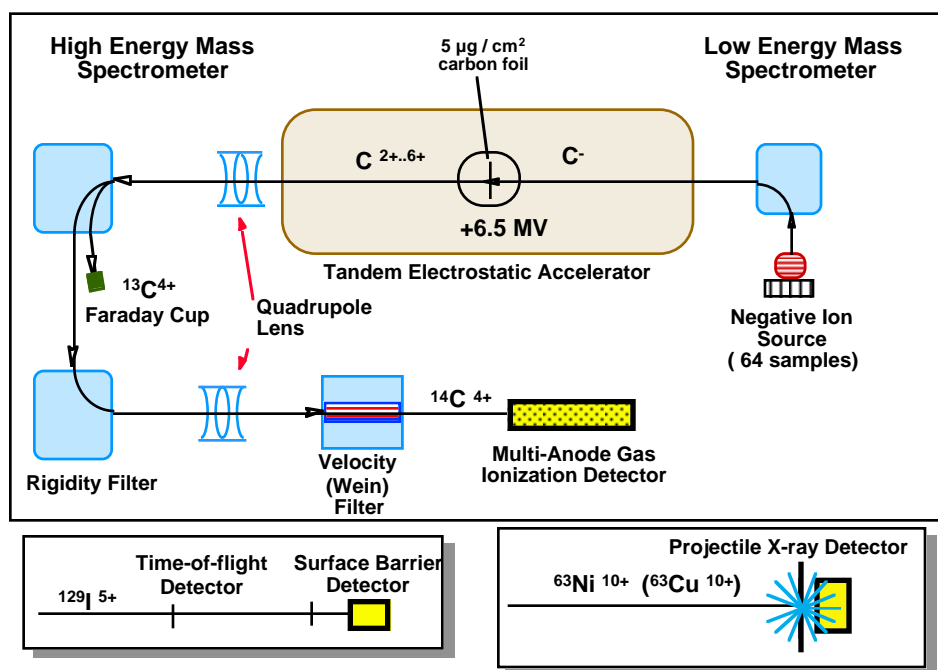 High Energy Mass
Spectrometer
5 µg / cm²
carbon foil
Low Energy Mass
Spectrometer
C ²⁺··⁶⁺
C⁻
+6.5 MV
Tandem Electrostatic Accelerator
¹³C⁴⁺
Faraday Cup
Quadrupole
Lens
Negative Ion
Source
( 64 samples)
¹⁴C ⁴⁺
Rigidity Filter
Velocity
(Wein)
Filter
Multi-Anode Gas
Ionization Detector
Time-of-flight
Detector
Surface Barrier
Detector
¹²⁹I ⁵⁺
Projectile X-ray Detector
⁶³Ni ¹⁰⁺ (⁶³Cu ¹⁰⁺)